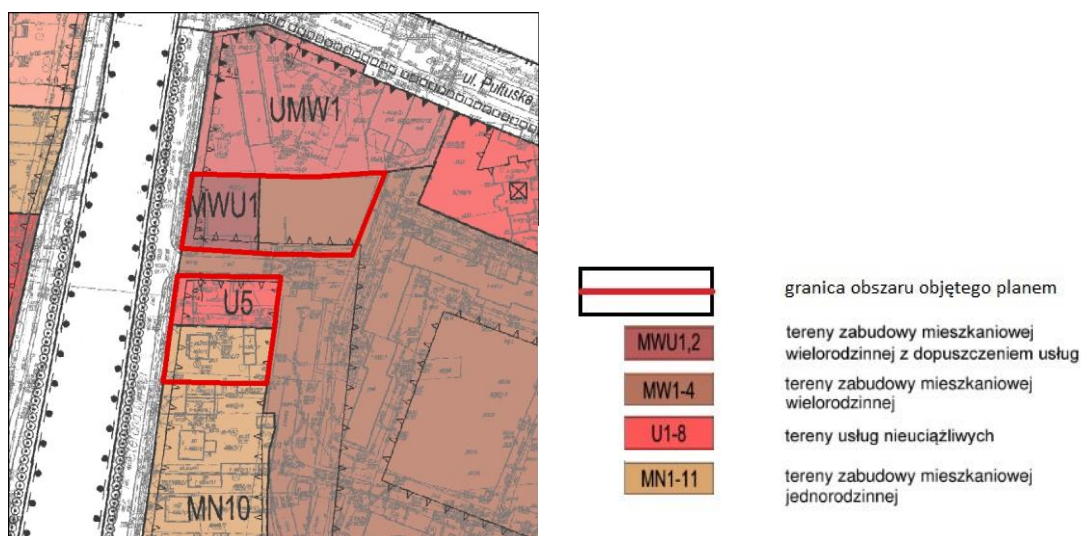 ul. Pułtuska
UMW1
MWU1
U5
MN10
granica obszaru objętego planem
MWU1,2
tereny zabudowy mieszkaniowej
wielorodzinnej z dopuszczeniem usług
MW1-4
tereny zabudowy mieszkaniowej
wielorodzinnej
U1-8
tereny usług nieuciążliwych
MN1-11
tereny zabudowy mieszkaniowej
jednorodzinnej